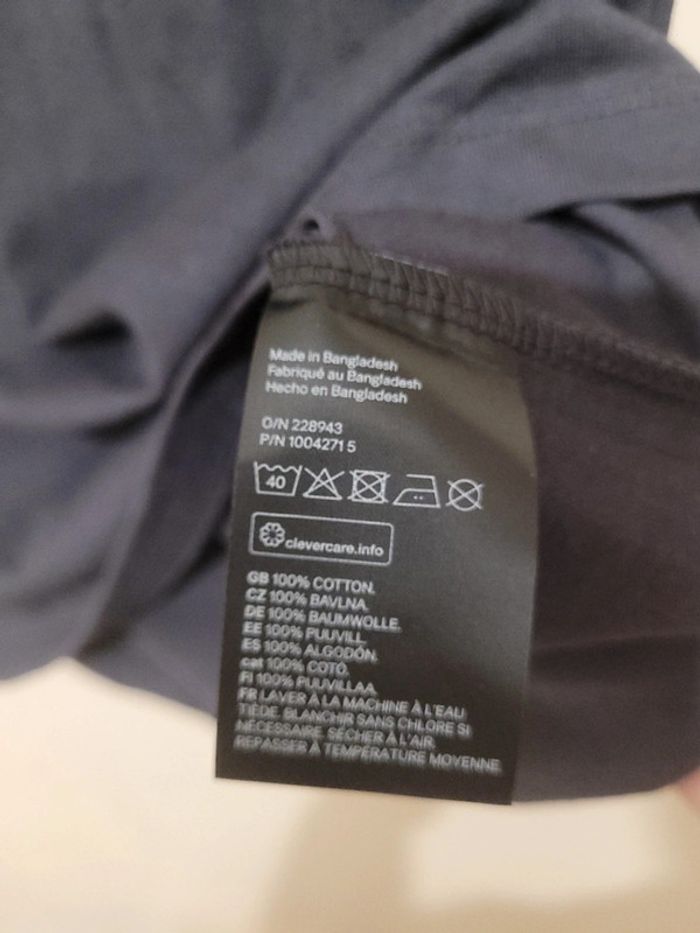 Made in Bangladesh
Fabriqué au Bangladesh
Hecho en Bangladesh
O/N 228943
P/N 10042715
40
clevercare.info
GB 100% COTTON.
CZ 100% BAVLNA.
DE 100% BAUMWOLLE.
EE 100% PUUVILL.
ES 100% ALGODÓN.
cat 100% COTÓ.
FI 100% PUUVILLAA
FR LAVER À LA MACHINE À L'EAU
TIÈDE. BLANCHIR SANS CHLORE SI
NÉCESSAIRE. SÉCHER À L'AIR.
REPASSER À TEMPÉRATURE MOYENNE.